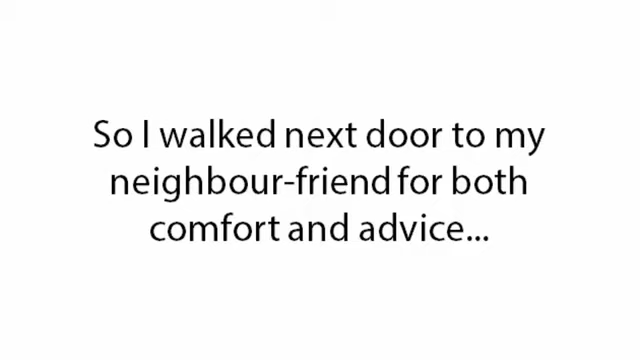 So I walked next door to my
neighbour-friend for both
comfort and advice...